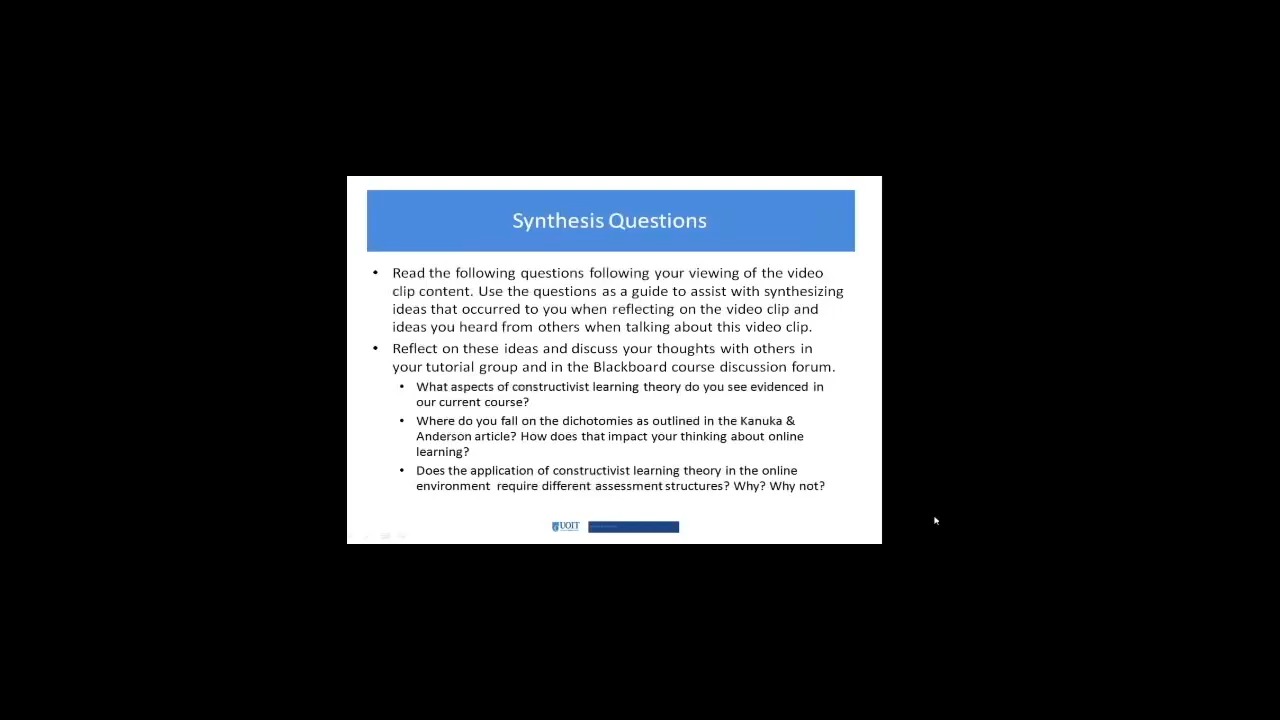 Synthesis Questions
• Read the following questions following your viewing of the video
clip content. Use the questions as a guide to assist with synthesizing
ideas that occurred to you when reflecting on the video clip and
ideas you heard from others when talking about this video clip.
• Reflect on these ideas and discuss your thoughts with others in
your tutorial group and in the Blackboard course discussion forum.
• What aspects of constructivist learning theory do you see evidenced in
our current course?
• Where do you fall on the dichotomies as outlined in the Kanuka &
Anderson article? How does that impact your thinking about online
learning?
• Does the application of constructivist learning theory in the online
environment  require different assessment structures? Why? Why not?
UOIT